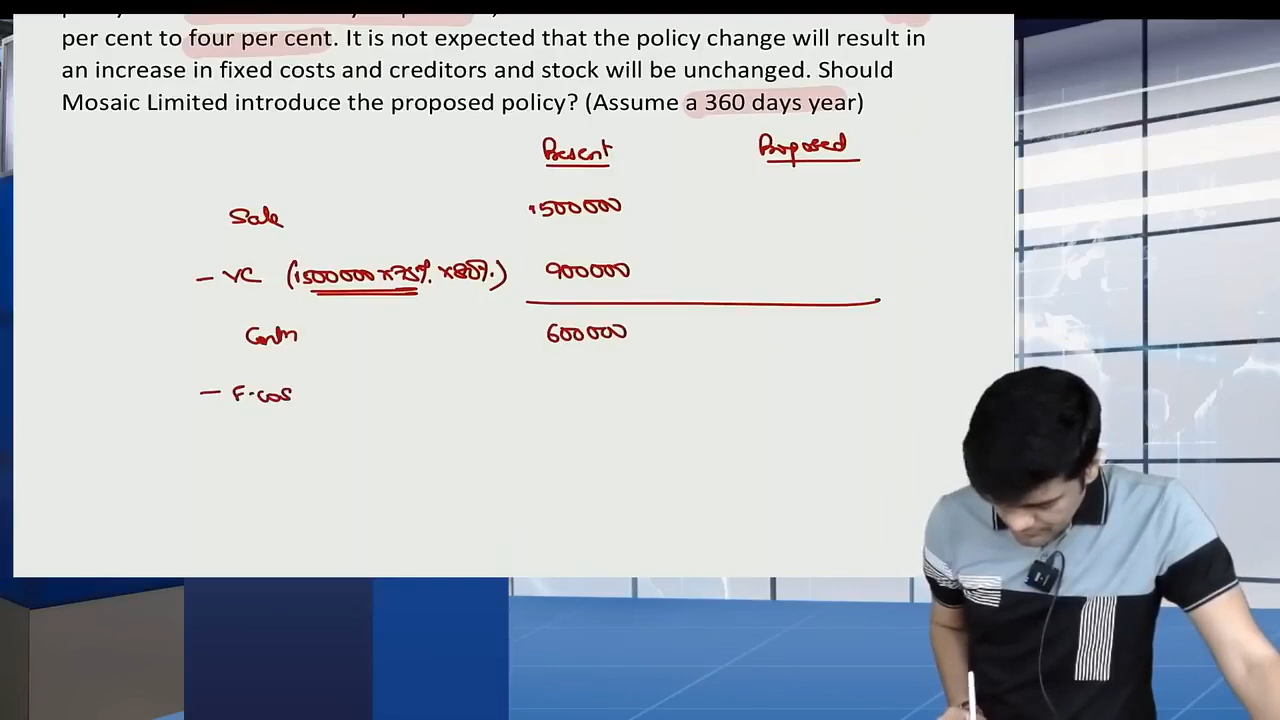 per cent to four per cent. It is not expected that the policy change will result in
an increase in fixed costs and creditors and stock will be unchanged. Should
Mosaic Limited introduce the proposed policy? (Assume a 360 days year)
Present Proposed
Sale 1500000
- VC (1500000 x 75% x 80%.) 900000
Contn 600000
- F.cos